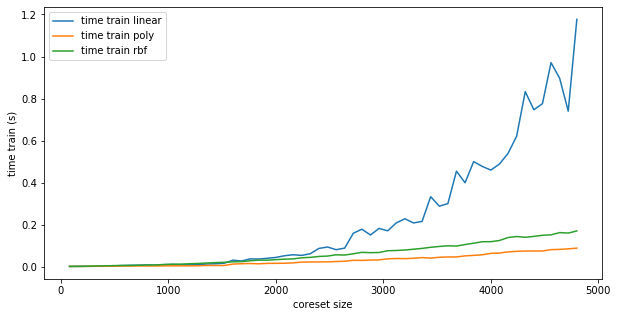 time train linear
time train poly
time train rbf
time train (s)
1.2
1.0
0.8
0.6
0.4
0.2
0.0
0 1000 2000 3000 4000 5000
coreset size